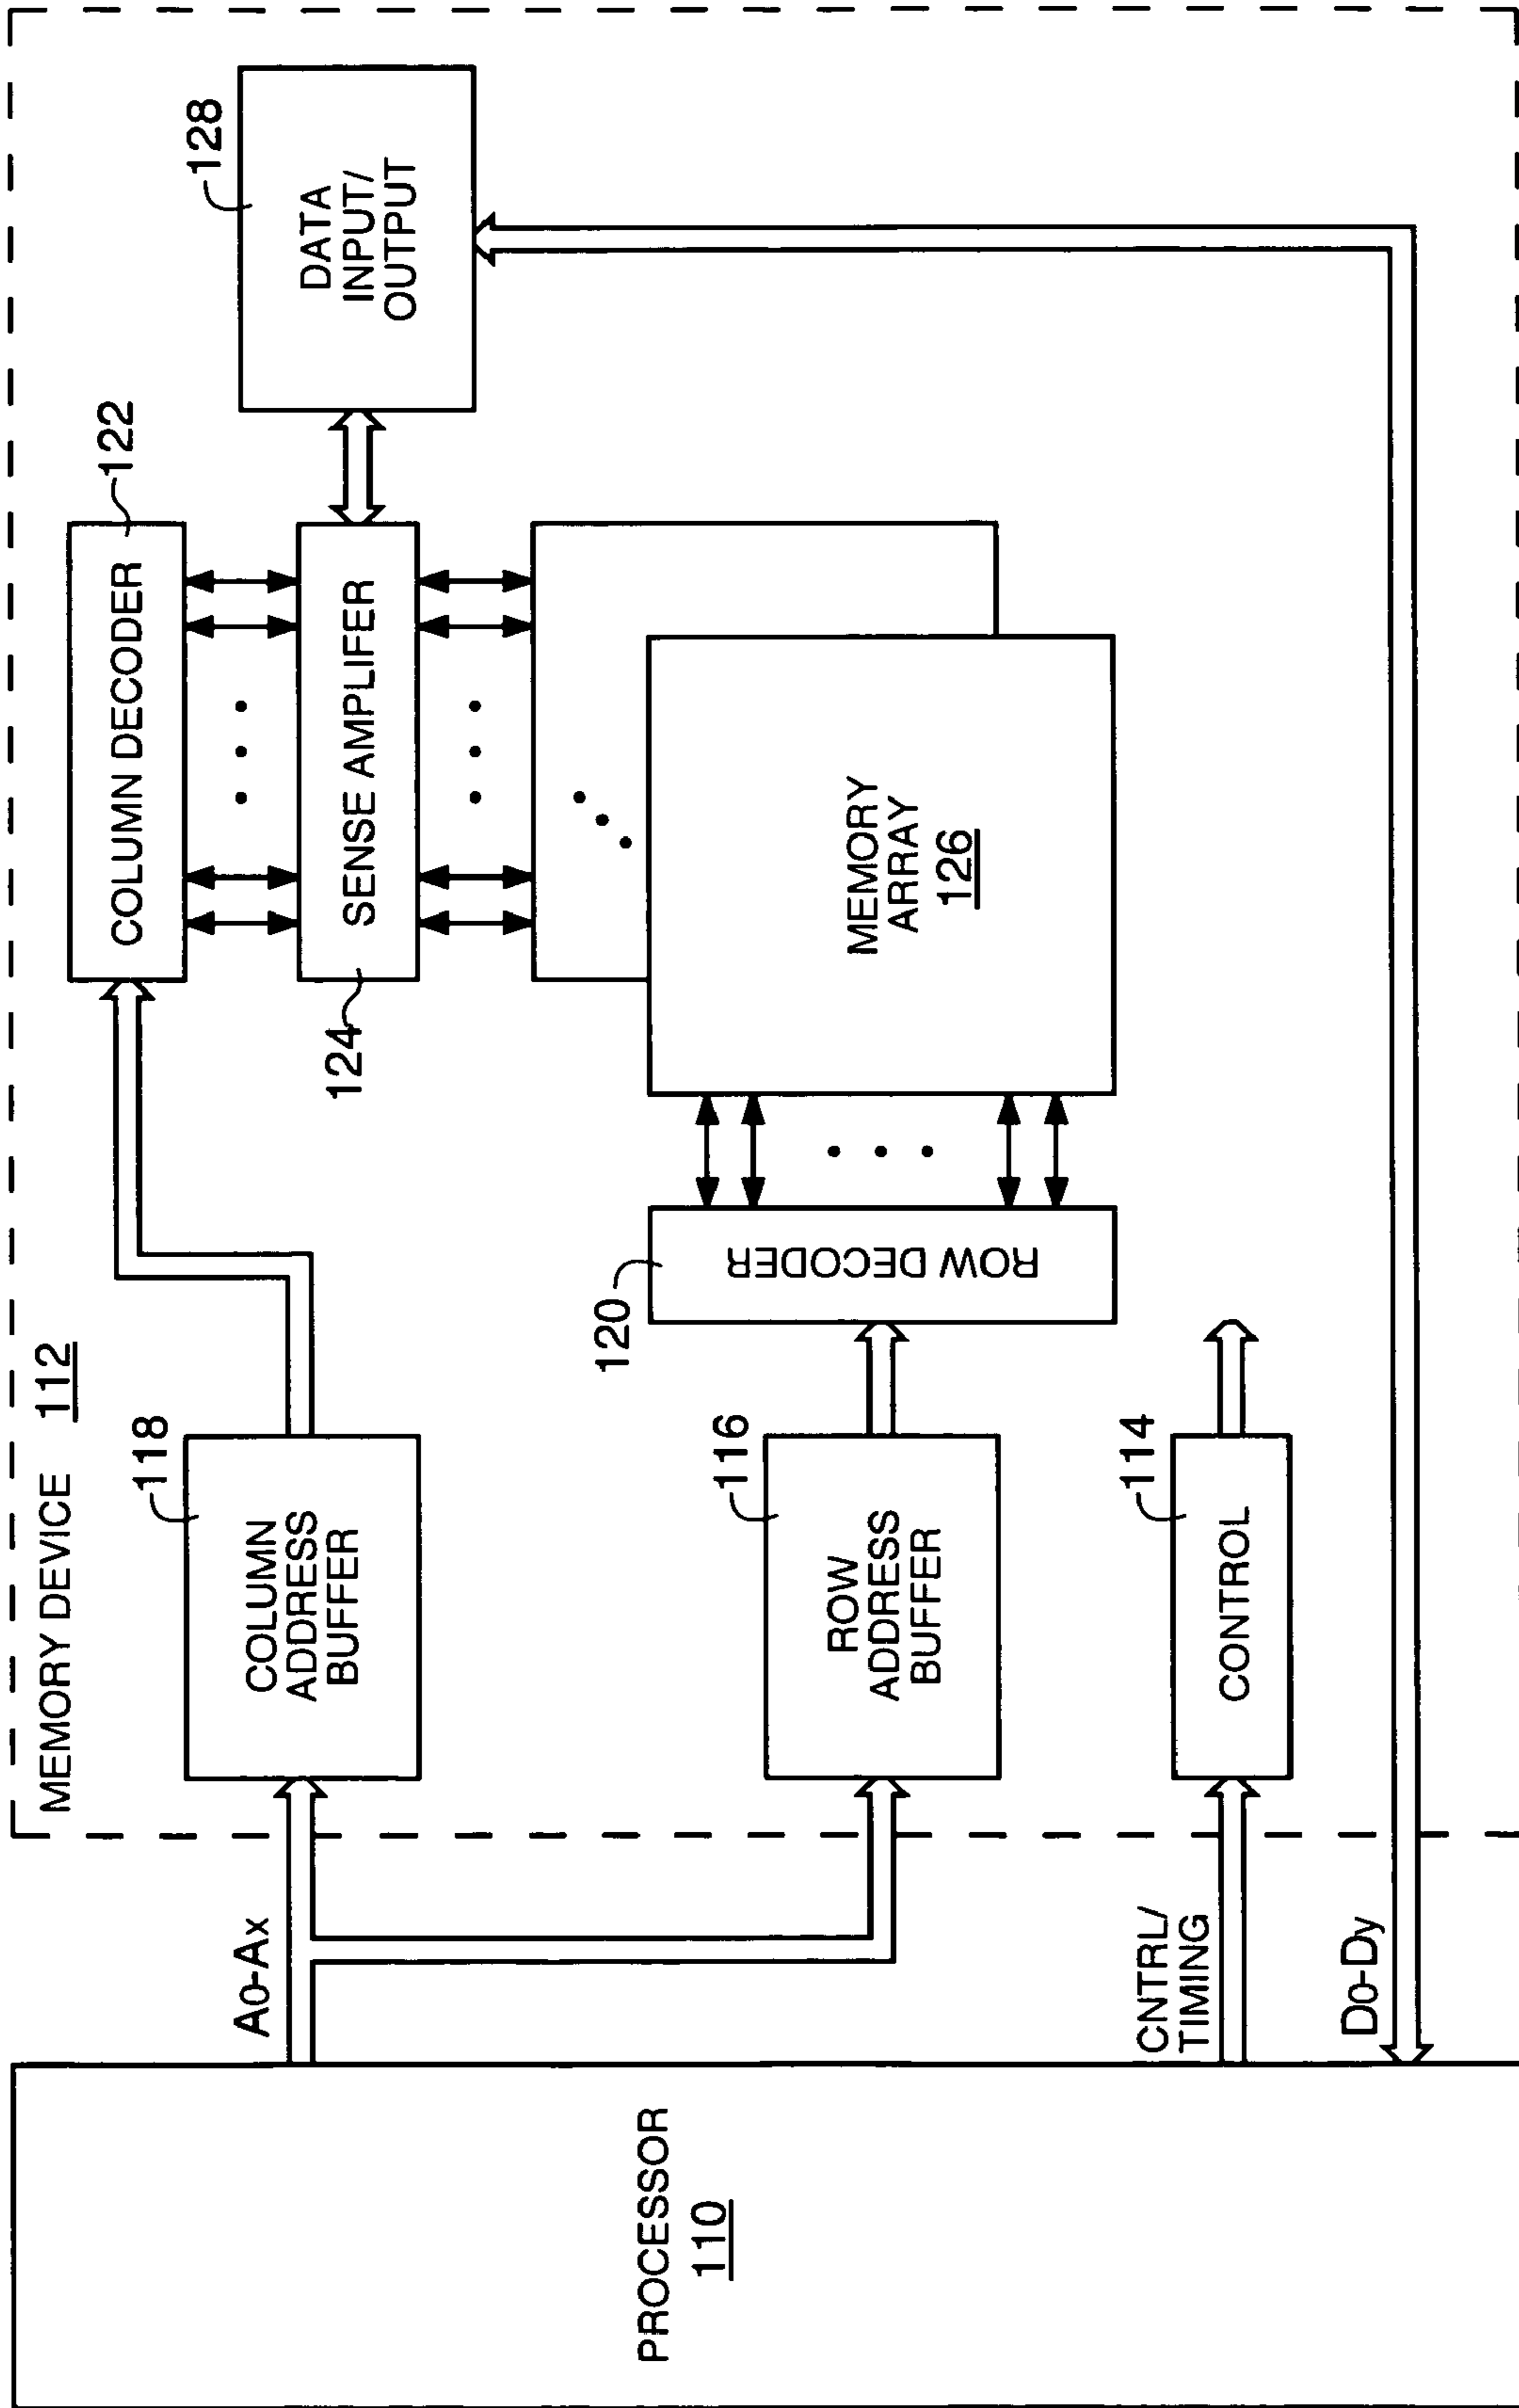 MEMORY DEVICE 112
PROCESSOR
110
A0-Ax
CNTRL/
TIMING
D0-Dy
118
COLUMN
ADDRESS
BUFFER
116
ROW
ADDRESS
BUFFER
114
CONTROL
120
ROW DECODER
COLUMN DECODER
122
SENSE AMPLIFER
124
MEMORY
ARRAY
126
128
DATA
INPUT/
OUTPUT